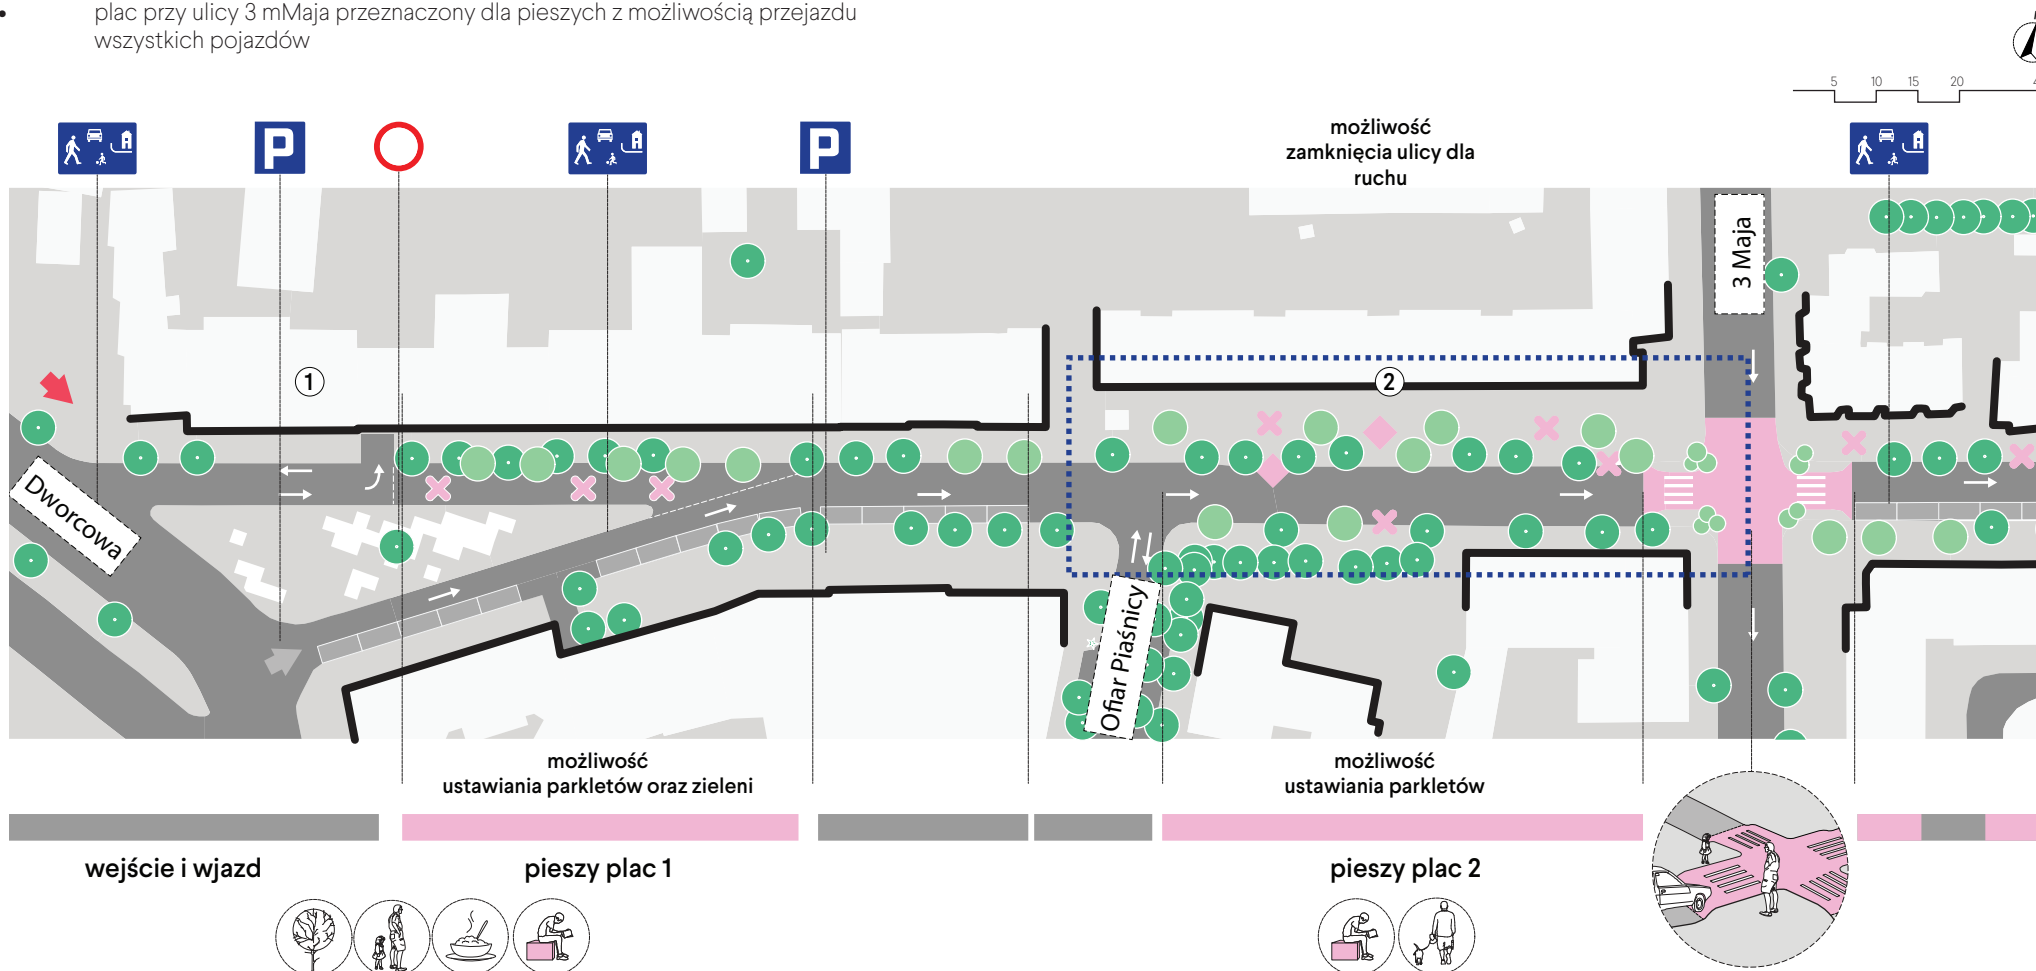 • plac przy ulicy 3 mMaja przeznaczony dla pieszych z możliwością przejazdu
wszystkich pojazdów
5 10 15 20 4
P
P
możliwość
zamknięcia ulicy dla
ruchu
3 Maja
1
2
Dworcowa
Ofiar Piaśnicy
możliwość
ustawiania parkletów oraz zieleni
możliwość
ustawiania parkletów
wejście i wjazd
pieszy plac 1
pieszy plac 2